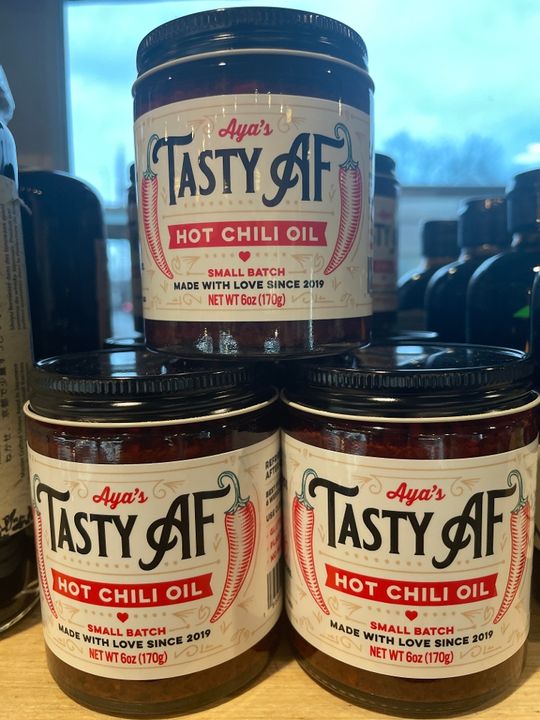 Aya's
TASTY AF
HOT CHILI OIL
SMALL BATCH
MADE WITH LOVE SINCE 2019
NET WT 6oz (170g)
Aya's
TASTY AF
HOT CHILI OIL
SMALL BATCH
MADE WITH LOVE SINCE 2019
NET WT 6oz (170g)
Aya's
TASTY AF
HOT CHILI OIL
SMALL BATCH
MADE WITH LOVE SINCE 2019
NET WT 6oz (170g)